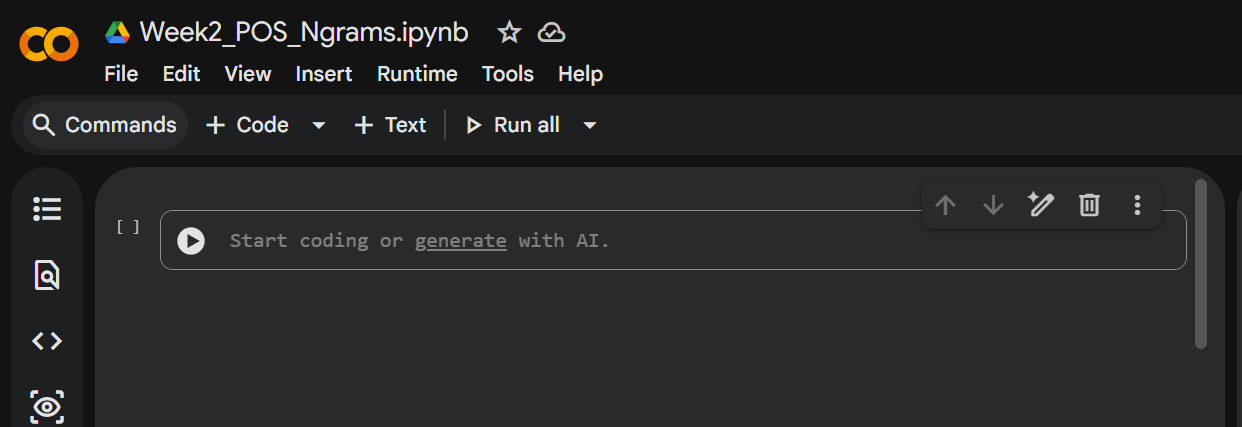 Week2_POS_Ngrams.ipynb
File Edit View Insert Runtime Tools Help
Commands + Code + Text Run all
[ ] Start coding or generate with AI.